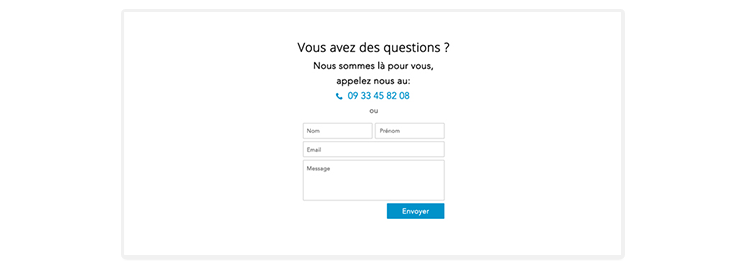 Vous avez des questions ?
Nous sommes là pour vous,
appelez nous au:
09 33 45 82 08
ou
Nom Prénom
Email
Message
Envoyer